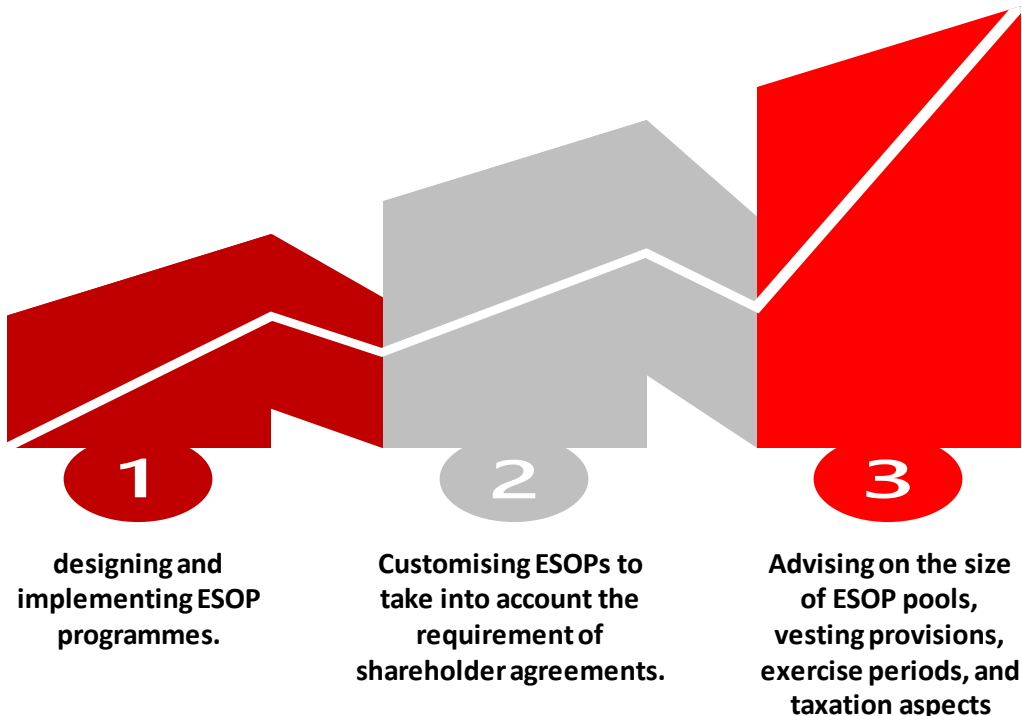 1
designing and
implementing ESOP
programmes.
2
Customising ESOPs to
take into account the
requirement of
shareholder agreements.
3
Advising on the size
of ESOP pools,
vesting provisions,
exercise periods, and
taxation aspects